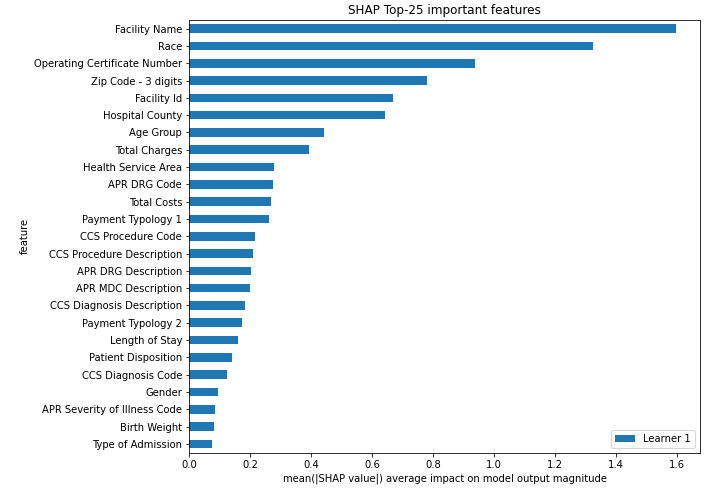 SHAP Top-25 important features
Facility Name
Race
Operating Certificate Number
Zip Code - 3 digits
Facility Id
Hospital County
Age Group
Total Charges
Health Service Area
APR DRG Code
Total Costs
Payment Typology 1
CCS Procedure Code
CCS Procedure Description
APR DRG Description
APR MDC Description
CCS Diagnosis Description
Payment Typology 2
Length of Stay
Patient Disposition
CCS Diagnosis Code
Gender
APR Severity of Illness Code
Birth Weight
Type of Admission
feature
Learner 1
0.0 0.2 0.4 0.6 0.8 1.0 1.2 1.4 1.6
mean(|SHAP value|) average impact on model output magnitude